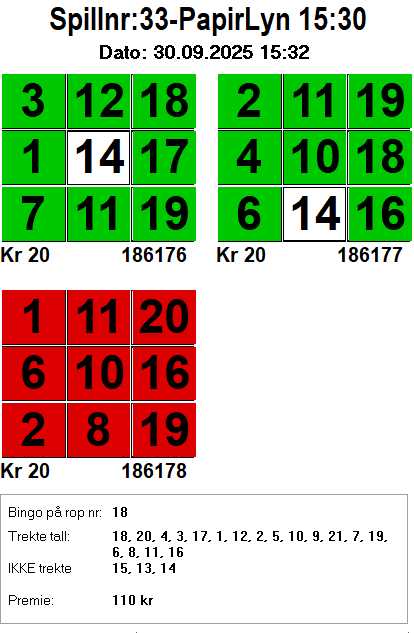 Spillnr:33-PapirLyn 15:30
Dato: 30.09.2025 15:32
3 12 18
1 14 17
7 11 19
Kr 20 186176
2 11 19
4 10 18
6 14 16
Kr 20 186177
1 11 20
6 10 16
2 8 19
Kr 20 186178
Bingo på rop nr: 18
Trekte tall: 18, 20, 4, 3, 17, 1, 12, 2, 5, 10, 9, 21, 7, 19,
6, 8, 11, 16
IKKE trekte 15, 13, 14
Premie: 110 kr